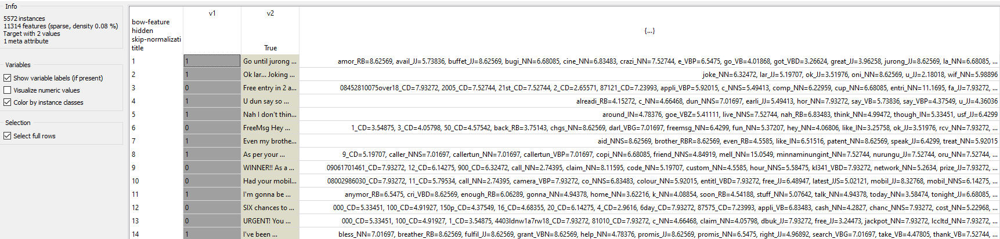 Info
5572 instances
11314 features (sparse, density 0.08 %)
Target with 2 values
1 meta attribute
Variables
Show variable labels (if present)
Visualize numeric values
Color by instance classes
Selection
Select full rows
v1 v2
bow-feature
hidden {...}
skip-normalizati
title True
1 1 Go until jurong ... amor_RB=8.62569, avail_JJ=5.73836, buffet_JJ=8.62569, bugi_NN=6.68085, cine_NN=6.83483, crazi_NN=7.52744, e_VBP=6.5475, go_VB=4.01868, got_VBD=3.26624, great_JJ=3.96258, jurong_JJ=8.62569, la_NN=6.68085, ...
2 1 Ok lar... Joking ... joke_NN=6.32472, lar_JJ=5.19707, ok_JJ=3.51976, oni_NN=8.62569, u_JJ=2.18018, wif_NN=5.98896
3 0 Free entry in 2 a... 08452810075over18_CD=7.93272, 2005_CD=7.52744, 21st_CD=7.52744, 2_CD=2.65571, 87121_CD=7.23993, appli_VBP=5.92015, c_NNS=5.49413, comp_NN=6.22959, cup_NN=6.68085, entri_NN=11.1695, fa_JJ=7.93272, ...
4 1 U dun say so ... alreadi_RB=4.15272, c_NN=4.66468, dun_NNS=7.01697, earli_JJ=5.49413, hor_NN=7.93272, say_VB=5.73836, say_VBP=4.37549, u_JJ=4.36036
5 1 Nah I don't thin... around_IN=4.78376, goe_VBZ=5.41111, live_NNS=7.52744, nah_RB=6.83483, think_NN=4.99472, though_IN=5.33451, usf_JJ=6.4299
6 0 FreeMsg Hey ... 1_CD=3.54875, 3_CD=4.05798, 50_CD=4.57542, back_RB=3.75143, chgs_NN=8.62569, darl_VBG=7.01697, freemsg_NN=6.4299, fun_NN=5.37207, hey_NN=4.06806, like_IN=3.25758, ok_JJ=3.51976, rcv_NN=7.93272, ...
7 1 Even my brothe... aid_NNS=8.62569, brother_RBR=8.62569, even_RB=4.5585, like_IN=6.51516, patent_NN=8.62569, speak_JJ=6.4299, treat_NN=5.92015
8 1 As per your ... 9_CD=5.19707, caller_NNS=7.01697, callertun_NN=7.01697, callertun_VBP=7.01697, copi_NN=6.68085, friend_NNS=4.84919, mell_NN=15.0549, minnaminungint_NN=7.52744, nurungu_JJ=7.52744, oru_NN=7.52744, ...
9 0 WINNER!! As a ... 09061701461_CD=7.93272, 12_CD=6.14275, 900_CD=6.32472, call_NN=2.74395, claim_NN=8.11595, code_NN=5.19707, custom_NN=4.5585, hour_NNS=5.58475, kl341_VBD=7.93272, network_NN=5.2634, prize_JJ=7.93272, ...
10 0 Had your mobil... 08002986030_CD=7.93272, 11_CD=5.79534, call_NN=2.74395, camera_VBP=7.93272, co_NNS=6.83483, colour_NN=5.92015, entitl_VBD=7.93272, free_JJ=6.48947, latest_JJS=5.02121, mobil_JJ=8.32768, mobil_NNS=6.14275, ...
11 1 I'm gonna be ... anymor_RB=6.5475, cri_VBD=8.62569, enough_RB=6.06289, gonna_NN=4.94378, home_NN=3.62216, k_NN=4.08854, soon_RB=4.54188, stuff_NN=5.07642, talk_NN=4.94378, today_NN=3.58474, tonight_JJ=6.68085, ...
12 0 SIX chances to ... 000_CD=5.33451, 100_CD=4.91927, 150p_CD=4.37549, 16_CD=4.68355, 20_CD=6.14275, 4_CD=2.9616, 6day_CD=7.93272, 87575_CD=7.23993, appli_VB=6.83483, cash_NN=4.2827, chanc_NNS=7.93272, cost_NN=5.22968, ...
13 0 URGENT! You ... 000_CD=5.33451, 100_CD=4.91927, 1_CD=3.54875, 4403ldnw1a7rw18_CD=7.93272, 81010_CD=7.93272, c_NN=4.66468, claim_NN=4.05798, dbuk_JJ=7.93272, free_JJ=3.24473, jackpot_NN=7.93272, lccltd_NN=7.93272, ...
14 1 I've been ... bless_NN=7.01697, breather_RB=8.62569, fulfil_JJ=8.62569, grant_VBN=8.62569, help_NN=4.78376, promis_JJ=8.62569, promis_NN=6.5475, right_JJ=4.96892, search_VBG=7.01697, take_VB=4.47805, thank_VB=5.72544, ...